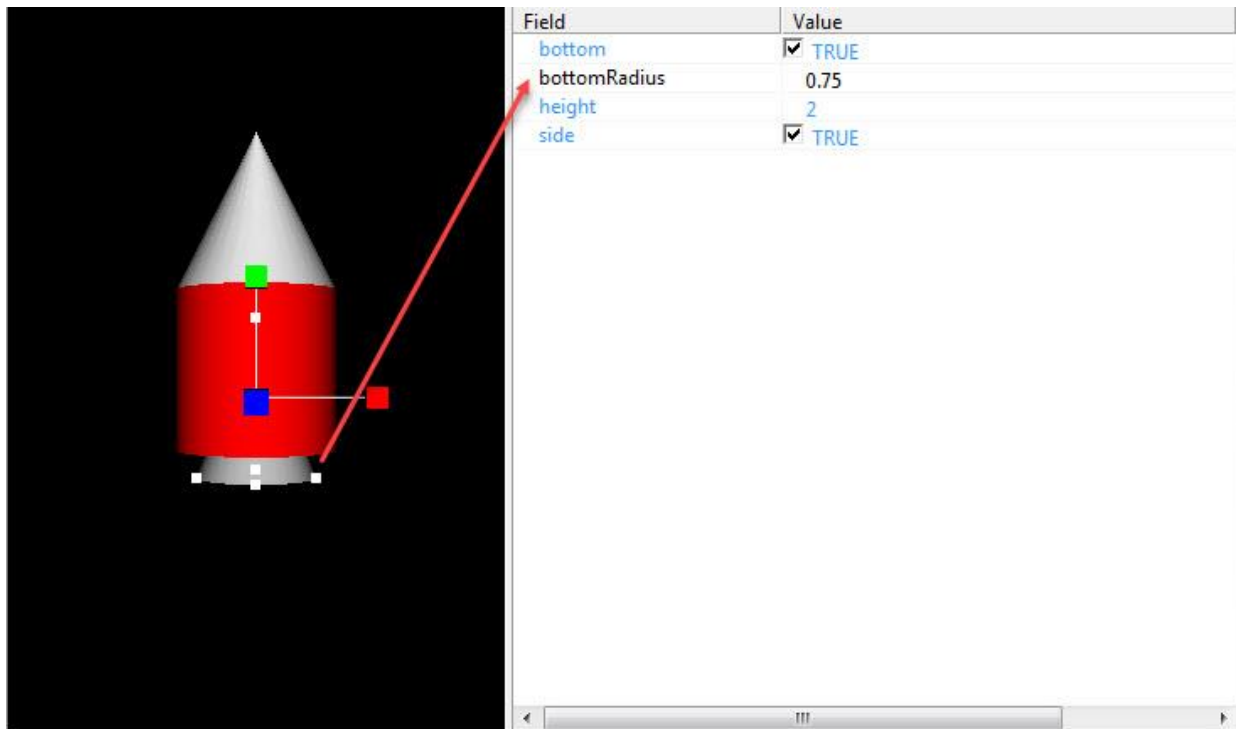 Field Value
bottom TRUE
bottomRadius 0.75
height 2
side TRUE